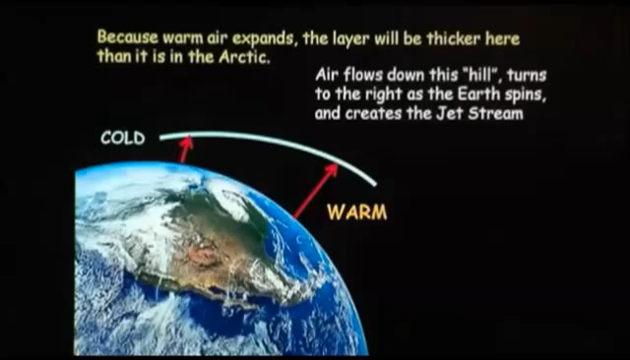 Because warm air expands, the layer will be thicker here
than it is in the Arctic.
Air flows down this "hill", turns
to the right as the Earth spins,
and creates the Jet Stream
COLD
WARM